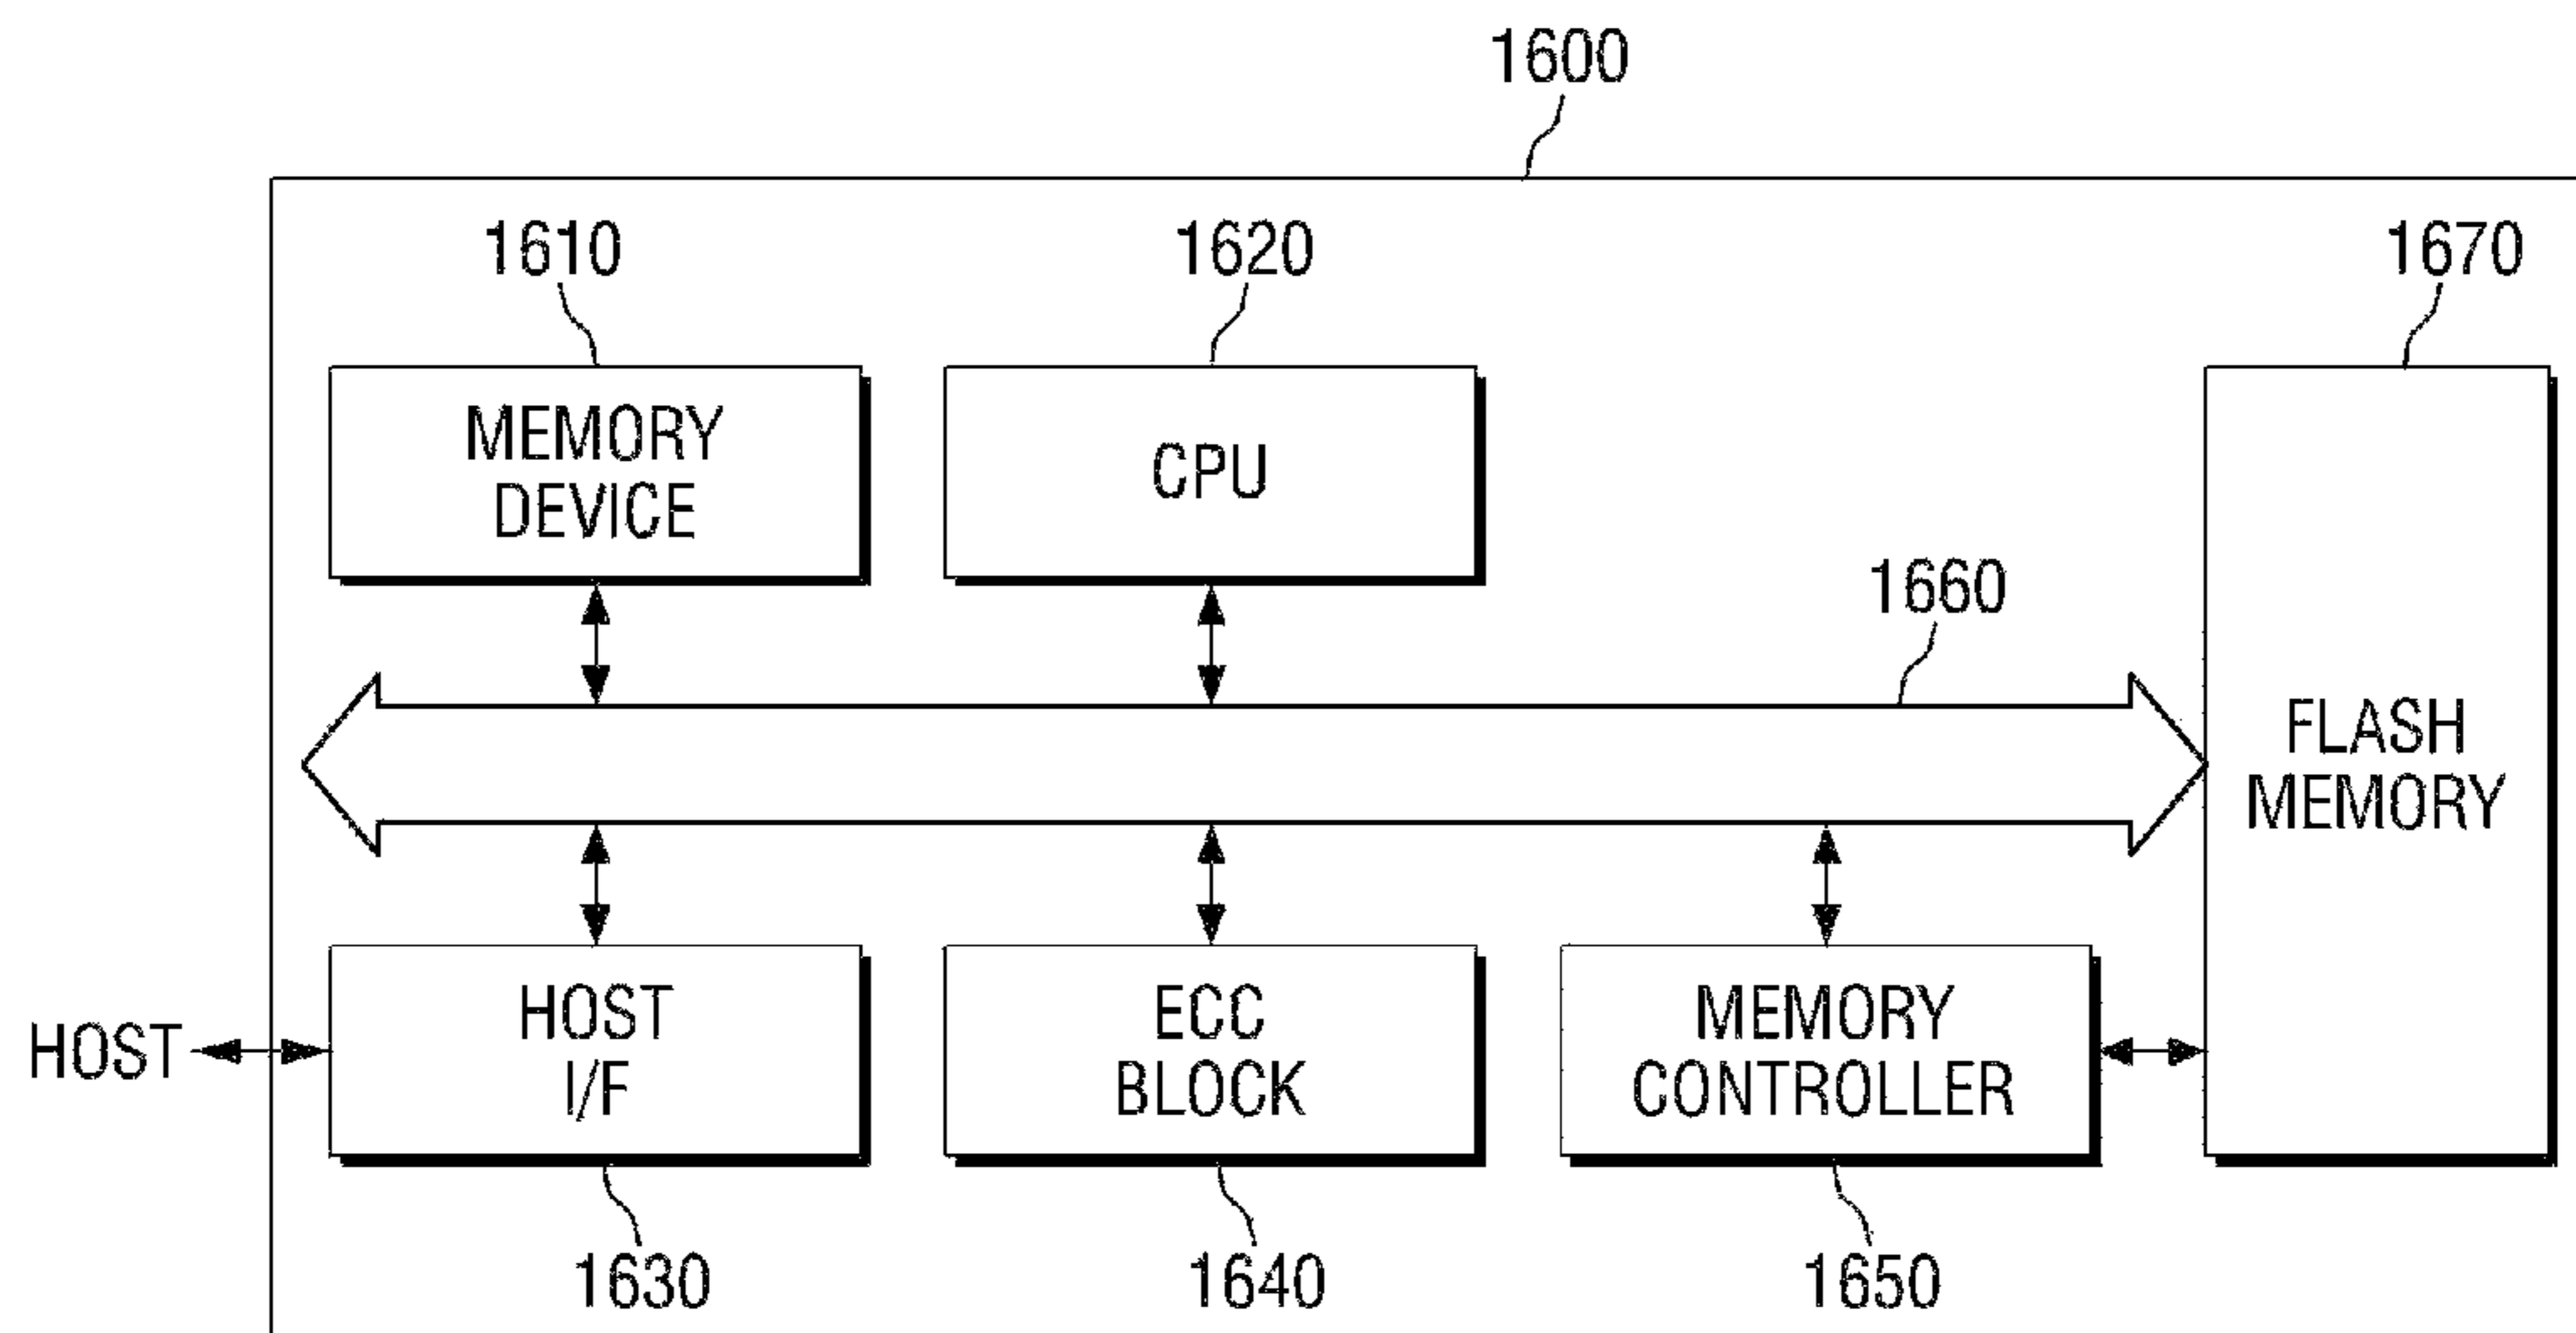 1600
1610
1620
1670
MEMORY
DEVICE
CPU
1660
FLASH
MEMORY
HOST
HOST
I/F
ECC
BLOCK
MEMORY
CONTROLLER
1630
1640
1650